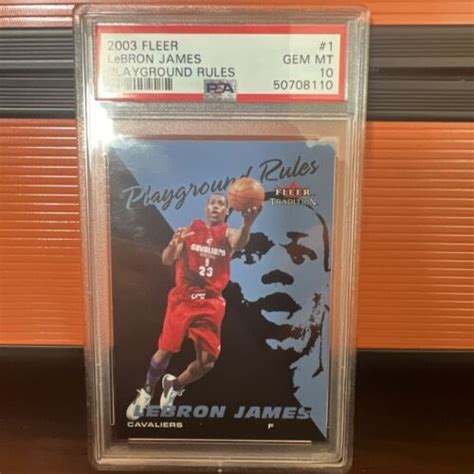 2003 FLEER #1
LeBRON JAMES GEM MT
PLAYGROUND RULES 10
PSA 50708110
Playground Rules
FLEER
TRADITION
CAVALIERS
23
LEBRON JAMES
CAVALIERS F